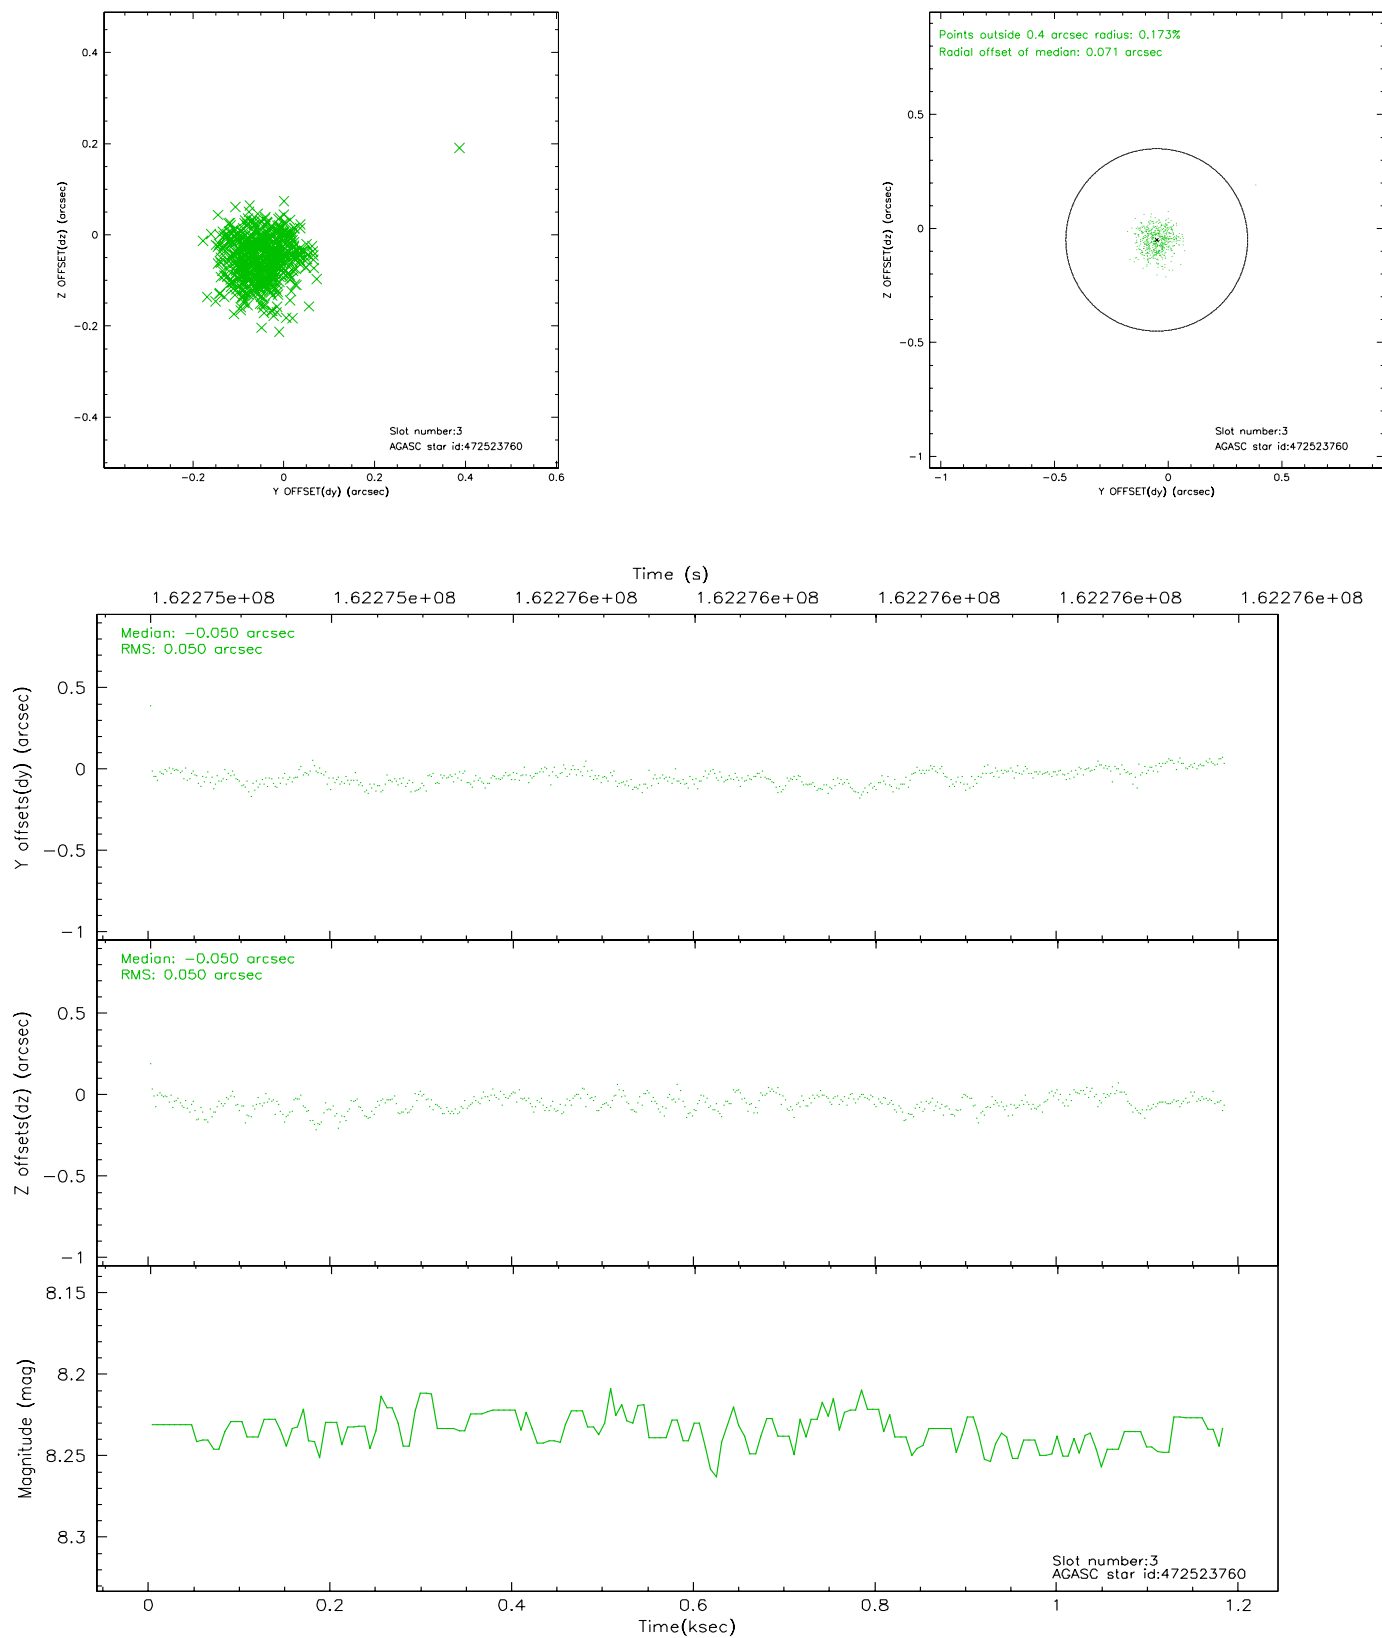 0.4
0.2
0
−0.2
−0.4
Z OFFSET(dz) (arcsec)
Slot number:3
AGASC star id:472523760
−0.2 0 0.2 0.4 0.6
Y OFFSET(dy) (arcsec)
Points outside 0.4 arcsec radius: 0.173%
Radial offset of median: 0.071 arcsec
0.5
0
−0.5
−1
Z OFFSET(dz) (arcsec)
Slot number:3
AGASC star id:472523760
−1 −0.5 0 0.5
Y OFFSET(dy) (arcsec)
Time (s)
1.62275e+08 1.62275e+08 1.62276e+08 1.62276e+08 1.62276e+08 1.62276e+08 1.62276e+08
Median: −0.050 arcsec
RMS: 0.050 arcsec
0.5
0
−0.5
−1
Y offsets(dy) (arcsec)
Median: −0.050 arcsec
RMS: 0.050 arcsec
0.5
0
−0.5
−1
Z offsets(dz) (arcsec)
8.15
8.2
8.25
8.3
Magnitude (mag)
Slot number:3
AGASC star id:472523760
0 0.2 0.4 0.6 0.8 1 1.2
Time(ksec)